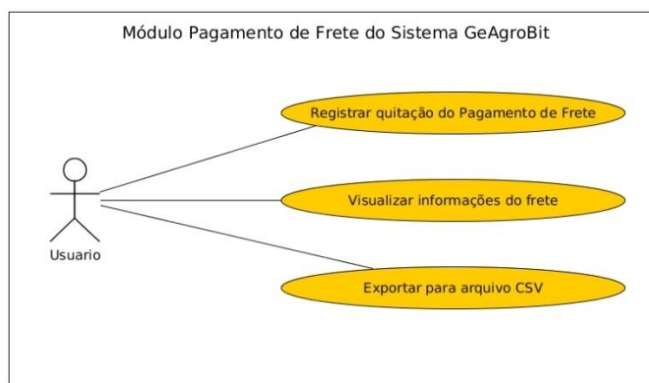 Módulo Pagamento de Frete do Sistema GeAgroBit
Registrar quitação do Pagamento de Frete
Visualizar informações do frete
Usuario
Exportar para arquivo CSV